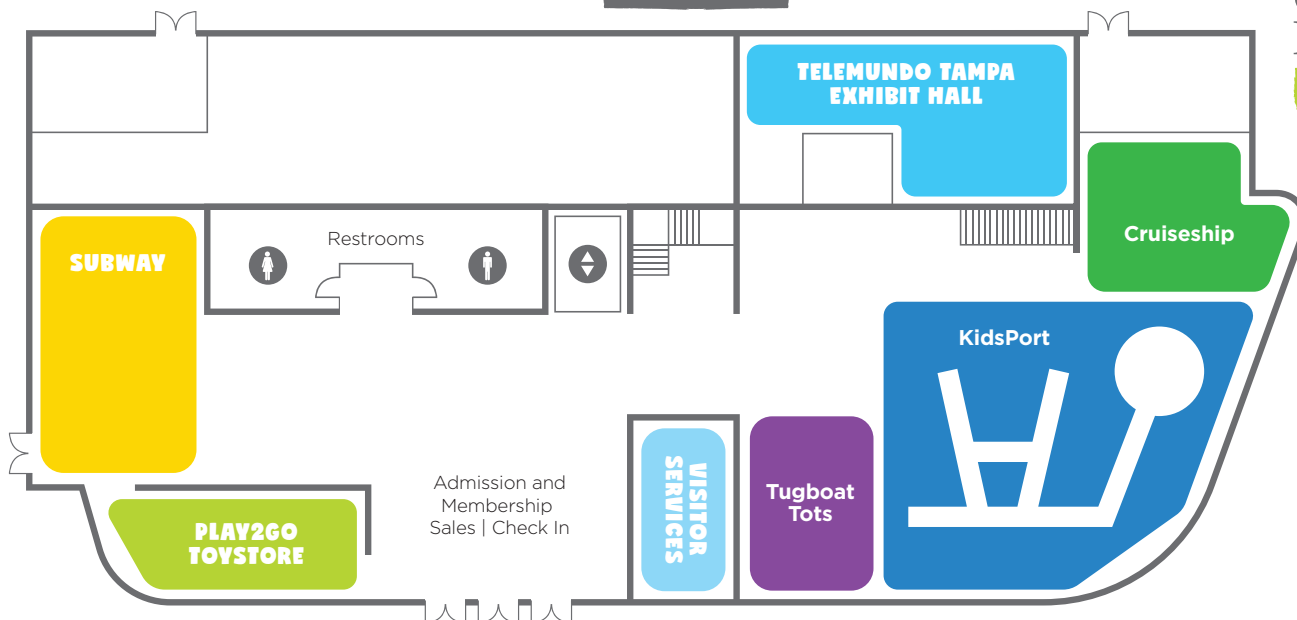 TELEMUNDO TAMPA
EXHIBIT HALL
Restrooms
SUBWAY
Cruiseship
KidsPort
Admission and
Membership
Sales | Check In
VISITOR
SERVICES
Tugboat
Tots
PLAY2GO
TOYSTORE